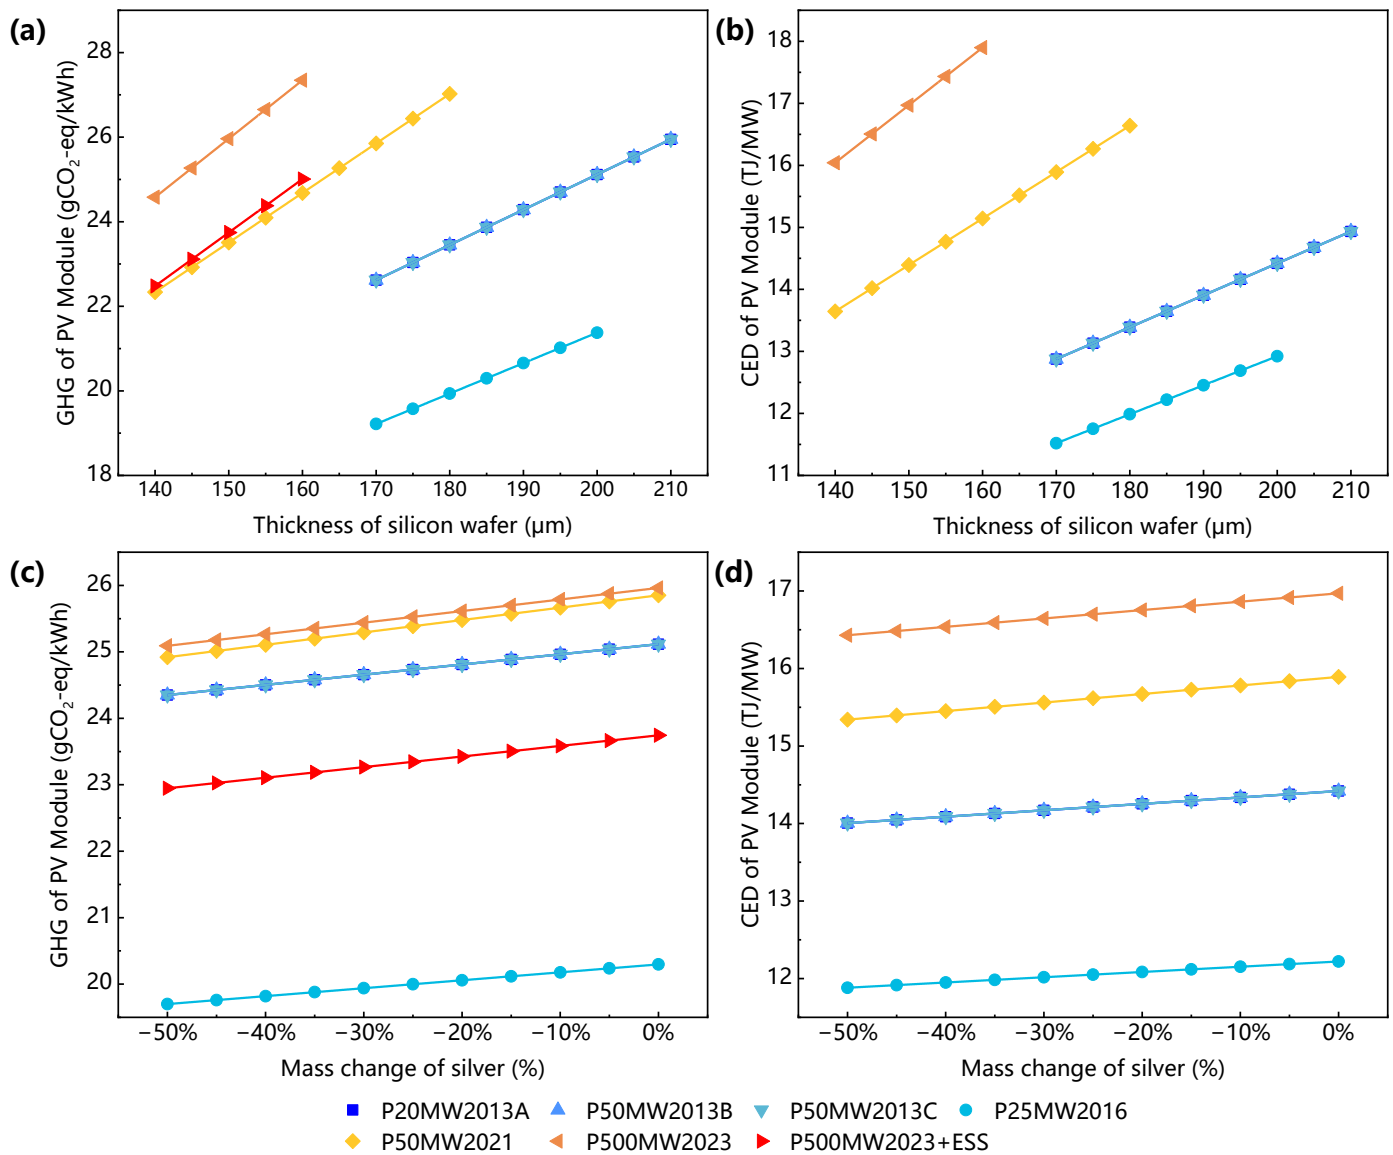 (a)
GHG of PV Module (gCO₂-eq/kWh)
28
26
24
22
20
18
140 150 160 170 180 190 200 210
Thickness of silicon wafer (μm)
(b)
CED of PV Module (TJ/MW)
18
17
16
15
14
13
12
11
140 150 160 170 180 190 200 210
Thickness of silicon wafer (μm)
(c)
GHG of PV Module (gCO₂-eq/kWh)
26
25
24
23
22
21
20
−50% −40% −30% −20% −10% 0%
Mass change of silver (%)
(d)
CED of PV Module (TJ/MW)
17
16
15
14
13
12
−50% −40% −30% −20% −10% 0%
Mass change of silver (%)
P20MW2013A P50MW2013B P50MW2013C P25MW2016
P50MW2021 P500MW2023 P500MW2023+ESS